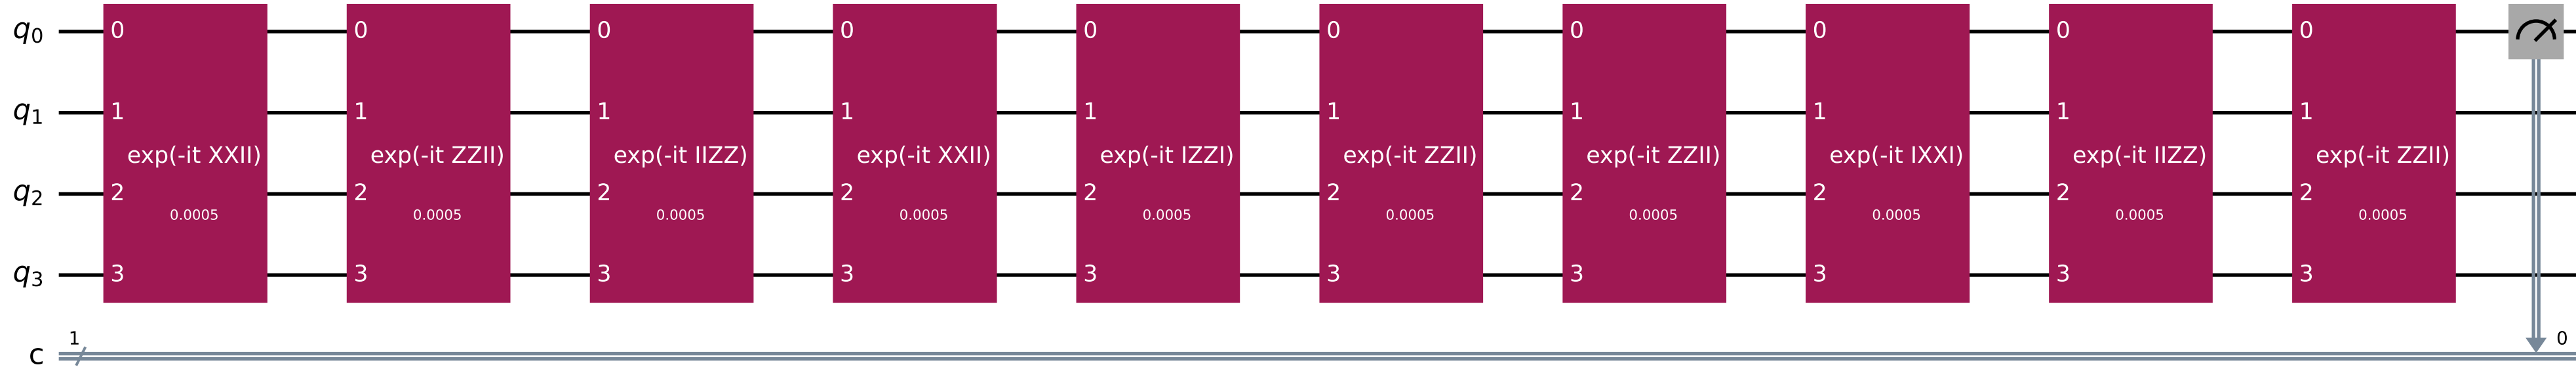 q0 0 0 0 0 0 0 0 0 0 0
q1 1 1 1 1 1 1 1 1 1 1
exp(-it XXII) exp(-it ZZII) exp(-it IIZZ) exp(-it XXII) exp(-it IZZI) exp(-it ZZII) exp(-it ZZII) exp(-it IXXI) exp(-it IIZZ) exp(-it ZZII)
q2 2 2 2 2 2 2 2 2 2 2
0.0005 0.0005 0.0005 0.0005 0.0005 0.0005 0.0005 0.0005 0.0005 0.0005
q3 3 3 3 3 3 3 3 3 3 3
1 0
c